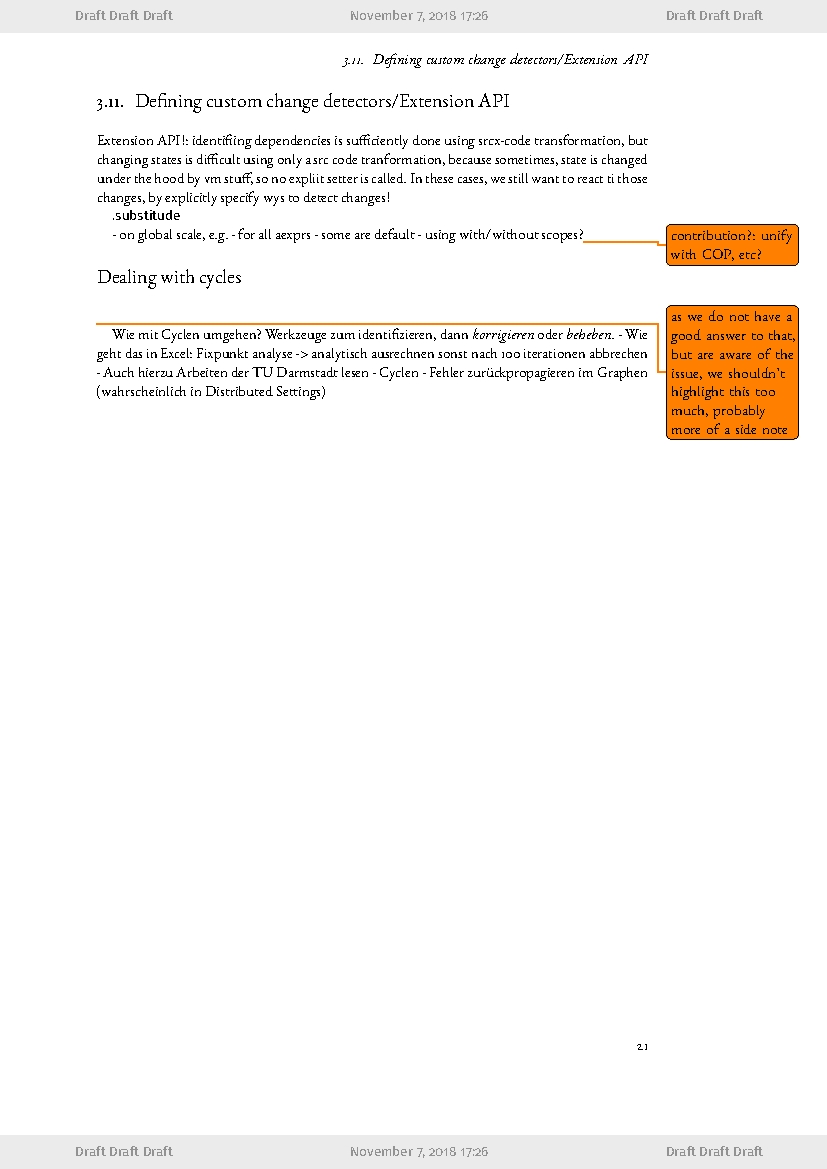 Draft Draft Draft November 7, 2018 17:26 Draft Draft Draft
3.11. Defining custom change detectors/Extension API
3.11. Defining custom change detectors/Extension API
Extension API!: identifiing dependencies is sufficiently done using srcx-code transformation, but
changing states is difficult using only a src code tranformation, because sometimes, state is changed
under the hood by vm stuff, so no expliit setter is called. In these cases, we still want to react ti those
changes, by explicitly specify wys to detect changes!
.substitude
- on global scale, e.g. - for all aexprs - some are default - using with/without scopes?
contribution?: unify
with COP, etc?
Dealing with cycles
Wie mit Cyclen umgehen? Werkzeuge zum identifizieren, dann korrigieren oder beheben. - Wie
geht das in Excel: Fixpunkt analyse -> analytisch ausrechnen sonst nach 100 iterationen abbrechen
- Auch hierzu Arbeiten der TU Darmstadt lesen - Cyclen - Fehler zurückpropagieren im Graphen
(wahrscheinlich in Distributed Settings)
as we do not have a
good answer to that,
but are aware of the
issue, we shouldn't
highlight this too
much, probably
more of a side note
21
Draft Draft Draft November 7, 2018 17:26 Draft Draft Draft